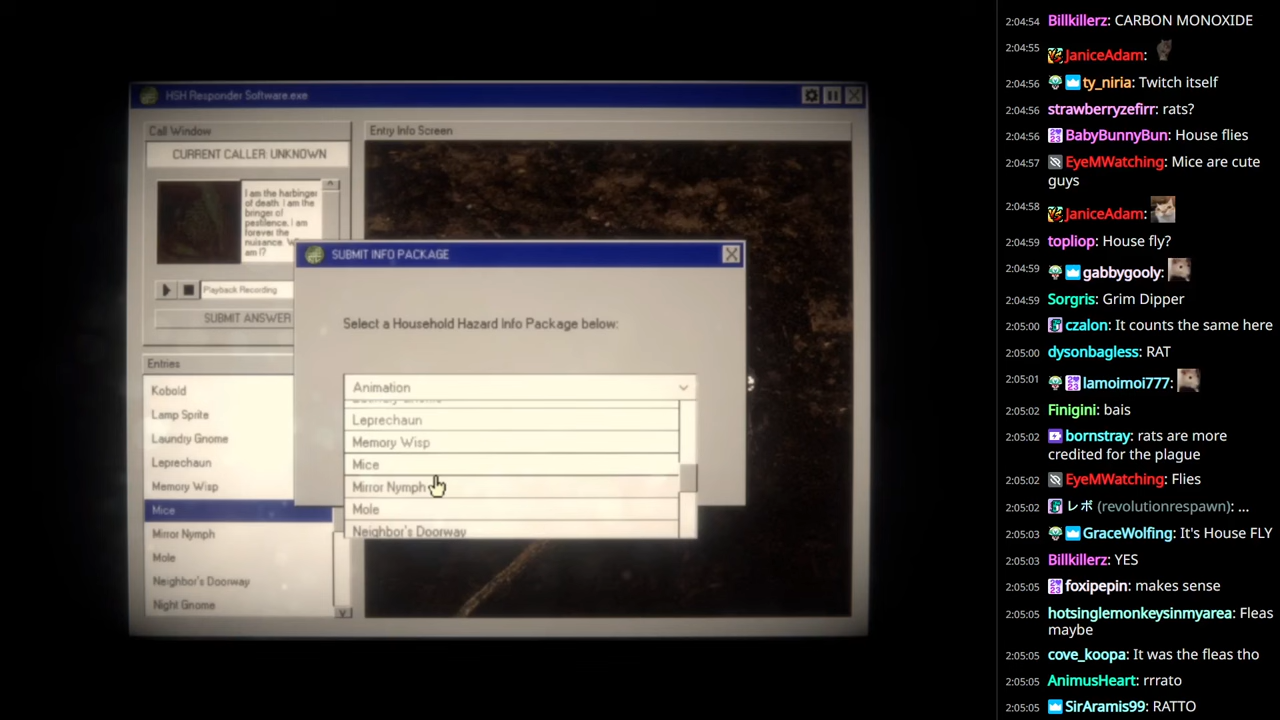 HSH Responder Software.exe
Call Window
CURRENT CALLER: UNKNOWN
I am the harbinger
of death. I am the
bringer of
pestilence. I am
forever the
nuisance.
am I?
Playback Recording
SUBMIT ANSWER
Entries
Kobold
Lamp Sprite
Laundry Gnome
Leprechaun
Memory Wisp
Mice
Mirror Nymph
Mole
Neighbor's Doorway
Night Gnome
Entry Info Screen
SUBMIT INFO PACKAGE
Select a Household Hazard Info Package below:
Animation
Leprechaun
Memory Wisp
Mice
Mirror Nymph
Mole
Neighbor's Doorway
2:04:54 Billkillerz: CARBON MONOXIDE
2:04:55 JaniceAdam:
2:04:56 ty_niria: Twitch itself
2:04:56 strawberryzefirr: rats?
2:04:56 BabyBunnyBun: House flies
2:04:57 EyeMWatching: Mice are cute
guys
2:04:58 JaniceAdam:
2:04:59 topliop: House fly?
2:04:59 gabbygooly:
2:04:59 Sorgris: Grim Dipper
2:05:00 czalon: It counts the same here
2:05:00 dysonbagless: RAT
2:05:01 lamoimoi777:
2:05:02 Finigini: bais
2:05:02 bornstray: rats are more
credited for the plague
2:05:02 EyeMWatching: Flies
2:05:02 レボ (revolutionrespawn): ...
2:05:03 GraceWolfing: It's House FLY
2:05:03 Billkillerz: YES
2:05:05 foxipepin: makes sense
2:05:05 hotsinglemonkeysinmyarea: Fleas
maybe
2:05:05 cove_koopa: It was the fleas tho
2:05:05 AnimusHeart: rrrato
2:05:05 SirAramis99: RATTO